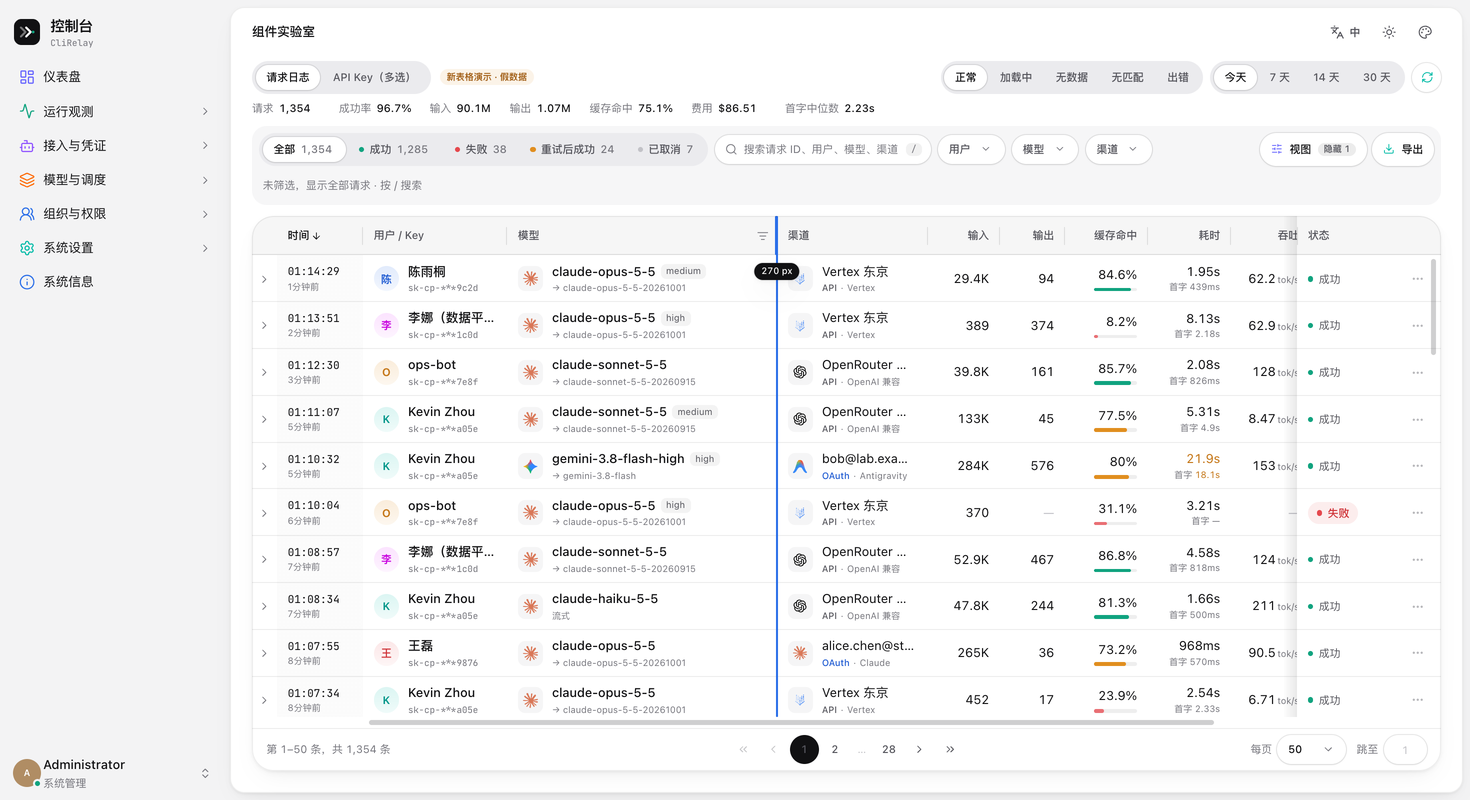 控制台
CliRelay
仪表盘
运行观测
接入与凭证
模型与调度
组织与权限
系统设置
系统信息
A
Administrator
系统管理
组件实验室
中
请求日志 API Key（多选） 新表格演示 · 假数据
正常 加载中 无数据 无匹配 出错 今天 7 天 14 天 30 天
请求 1,354 成功率 96.7% 输入 90.1M 输出 1.07M 缓存命中 75.1% 费用 $86.51 首字中位数 2.23s
全部 1,354 成功 1,285 失败 38 重试后成功 24 已取消 7 搜索请求 ID、用户、模型、渠道 / 用户 模型 渠道 视图 隐藏 1 导出
未筛选，显示全部请求 · 按 / 搜索
时间 ↓ 用户 / Key 模型 渠道 输入 输出 缓存命中 耗时 吞吐 状态
270 px
01:14:29 陈 陈雨桐 claude-opus-5-5 medium Vertex 东京 29.4K 94 84.6% 1.95s 62.2 tok/s 成功
1分钟前 sk-cp-***9c2d → claude-opus-5-5-20261001 API · Vertex 首字 439ms
01:13:51 李 李娜（数据平... claude-opus-5-5 high Vertex 东京 389 374 8.2% 8.13s 62.9 tok/s 成功
2分钟前 sk-cp-***1c0d → claude-opus-5-5-20261001 API · Vertex 首字 2.18s
01:12:30 O ops-bot claude-sonnet-5-5 OpenRouter ... 39.8K 161 85.7% 2.08s 128 tok/s 成功
3分钟前 sk-cp-***7e8f → claude-sonnet-5-5-20260915 API · OpenAI 兼容 首字 826ms
01:11:07 K Kevin Zhou claude-sonnet-5-5 medium OpenRouter ... 133K 45 77.5% 5.31s 8.47 tok/s 成功
5分钟前 sk-cp-***a05e → claude-sonnet-5-5-20260915 API · OpenAI 兼容 首字 4.9s
01:10:32 K Kevin Zhou gemini-3.8-flash-high high bob@lab.exa... 284K 576 80% 21.9s 153 tok/s 成功
5分钟前 sk-cp-***a05e → gemini-3.8-flash OAuth · Antigravity 首字 18.1s
01:10:04 O ops-bot claude-opus-5-5 high Vertex 东京 370 — 31.1% 3.21s — 失败
6分钟前 sk-cp-***7e8f → claude-opus-5-5-20261001 API · Vertex 首字 —
01:08:57 李 李娜（数据平... claude-sonnet-5-5 OpenRouter ... 52.9K 467 86.8% 4.58s 124 tok/s 成功
7分钟前 sk-cp-***1c0d → claude-sonnet-5-5-20260915 API · OpenAI 兼容 首字 818ms
01:08:34 K Kevin Zhou claude-haiku-5-5 OpenRouter ... 47.8K 244 81.3% 1.66s 211 tok/s 成功
7分钟前 sk-cp-***a05e 流式 API · OpenAI 兼容 首字 500ms
01:07:55 王 王磊 claude-opus-5-5 alice.chen@st... 265K 36 73.2% 968ms 90.5 tok/s 成功
8分钟前 sk-cp-***9876 → claude-opus-5-5-20261001 OAuth · Claude 首字 570ms
01:07:34 K Kevin Zhou claude-opus-5-5 Vertex 东京 452 17 23.9% 2.54s 6.71 tok/s 成功
8分钟前 sk-cp-***a05e → claude-opus-5-5-20261001 API · Vertex 首字 2.33s
第 1–50 条，共 1,354 条 1 2 ... 28 每页 50 跳至 1